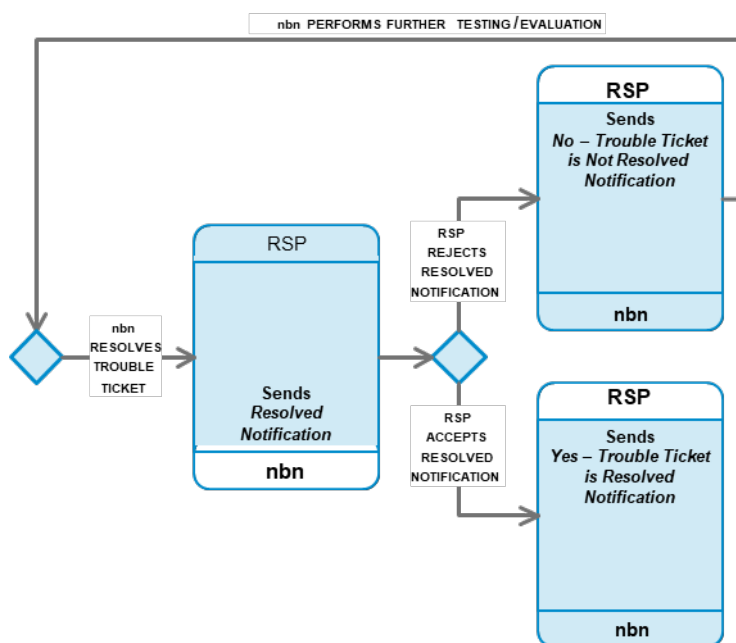 nbn PERFORMS FURTHER TESTING/EVALUATION
RSP
Sends
No – Trouble Ticket
is Not Resolved
Notification
nbn
RSP
REJECTS
RESOLVED
NOTIFICATION
RSP
Sends
Resolved
Notification
nbn
nbn
RESOLVES
TROUBLE
TICKET
RSP
ACCEPTS
RESOLVED
NOTIFICATION
RSP
Sends
Yes – Trouble Ticket
is Resolved
Notification
nbn